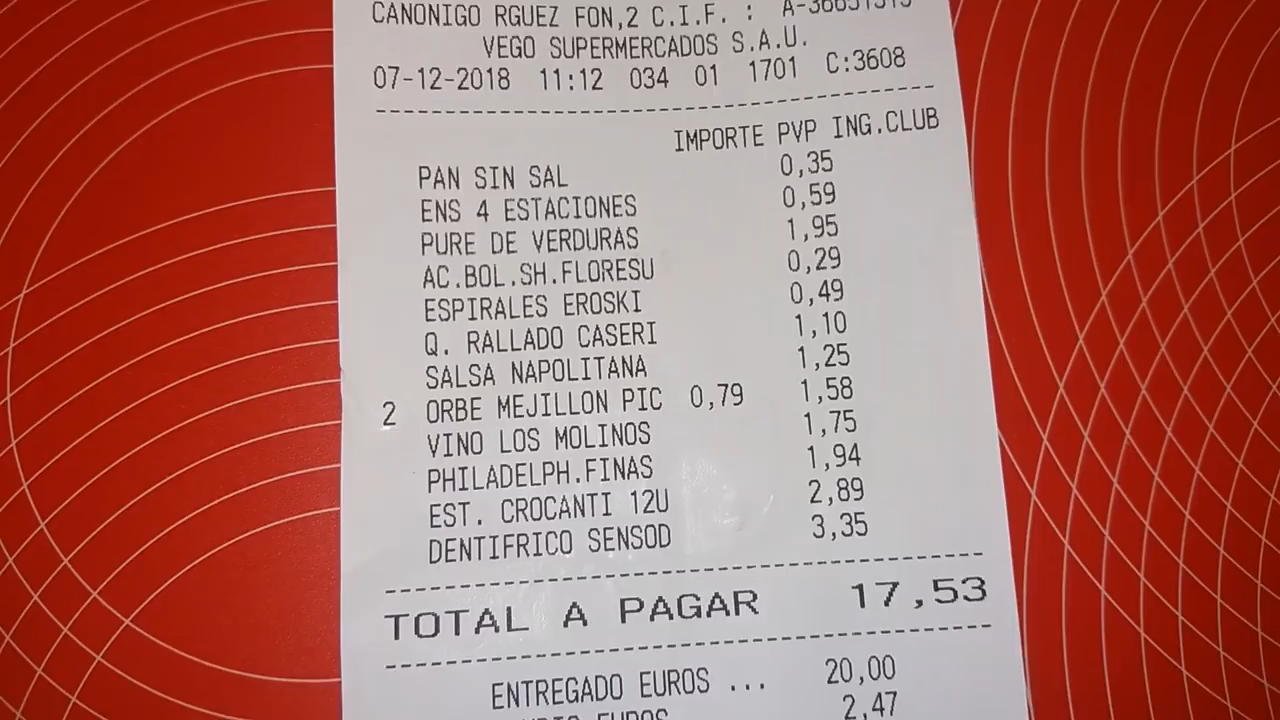 CANONIGO RGUEZ FON,2 C.I.F. :
VEGO SUPERMERCADOS S.A.U.
07-12-2018 11:12 034 01 1701 C:3608
IMPORTE PVP ING.CLUB
PAN SIN SAL 0,35
ENS 4 ESTACIONES 0,59
PURE DE VERDURAS 1,95
AC.BOL.SH.FLORESU 0,29
ESPIRALES EROSKI 0,49
Q. RALLADO CASERI 1,10
SALSA NAPOLITANA 1,25
2 ORBE MEJILLON PIC 0,79 1,58
VINO LOS MOLINOS 1,75
PHILADELPH.FINAS 1,94
EST. CROCANTI 12U 2,89
DENTIFRICO SENSOD 3,35
TOTAL A PAGAR 17,53
ENTREGADO EUROS ... 20,00
EUROS 2,47